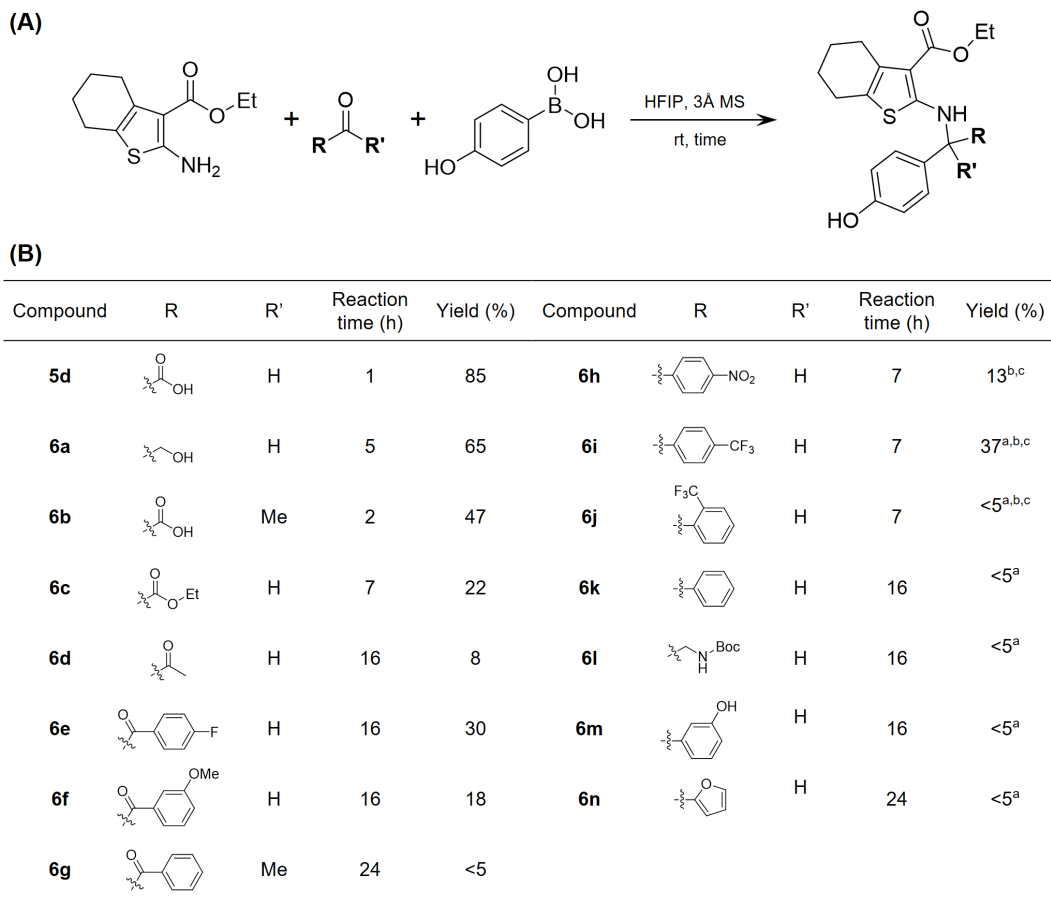 (A)
O
Et
O
S
NH2
+
O
R
R'
+
OH
B
OH
HO
HFIP, 3Å MS
rt, time
O
Et
O
S
NH
R
R'
HO
(B)
Compound R R’ Reaction time (h) Yield (%) Compound R R’ Reaction time (h) Yield (%)
5d O OH H 1 85 6h NO2 H 7 13b,c
6a OH H 5 65 6i CF3 H 7 37a,b,c
6b O OH Me 2 47 6j F3C H 7 <5a,b,c
6c O O Et H 7 22 6k H 16 <5a
6d O H 16 8 6l N H Boc H 16 <5a
6e O F H 16 30 6m OH H 16 <5a
6f O OMe H 16 18 6n O H 24 <5a
6g O Me 24 <5